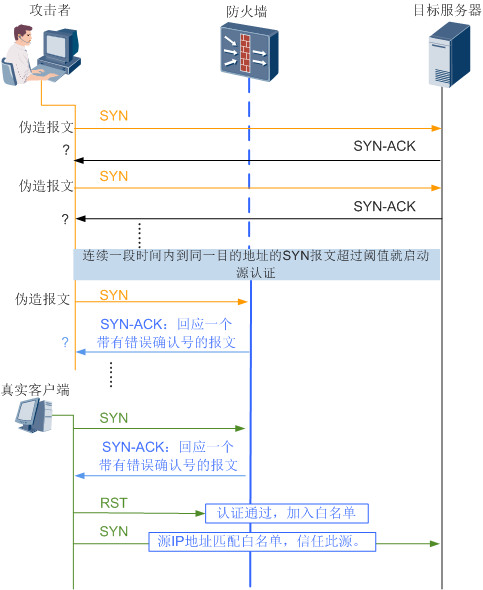 攻击者
防火墙
目标服务器
SYN
伪造报文
SYN-ACK
?
SYN
伪造报文
SYN-ACK
?
连续一段时间内到同一目的地址的SYN报文超过阈值就启动
源认证
SYN
伪造报文
SYN-ACK：回应一个
带有错误确认号的报文
?
真实客户端
SYN
SYN-ACK：回应一个
带有错误确认号的报文
RST
认证通过，加入白名单
SYN
源IP地址匹配白名单，信任此源。